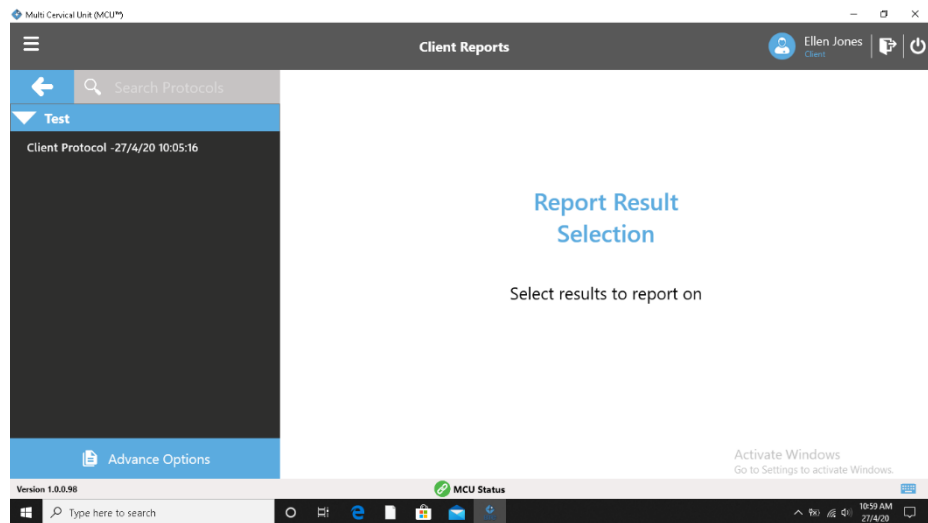 Multi Cervical Unit (MCU™)
Client Reports
Ellen Jones
Client
Search Protocols
Test
Client Protocol -27/4/20 10:05:16
Report Result
Selection
Select results to report on
Advance Options
Activate Windows
Go to Settings to activate Windows.
Version 1.0.0.98
MCU Status
Type here to search
10:59 AM
27/4/20